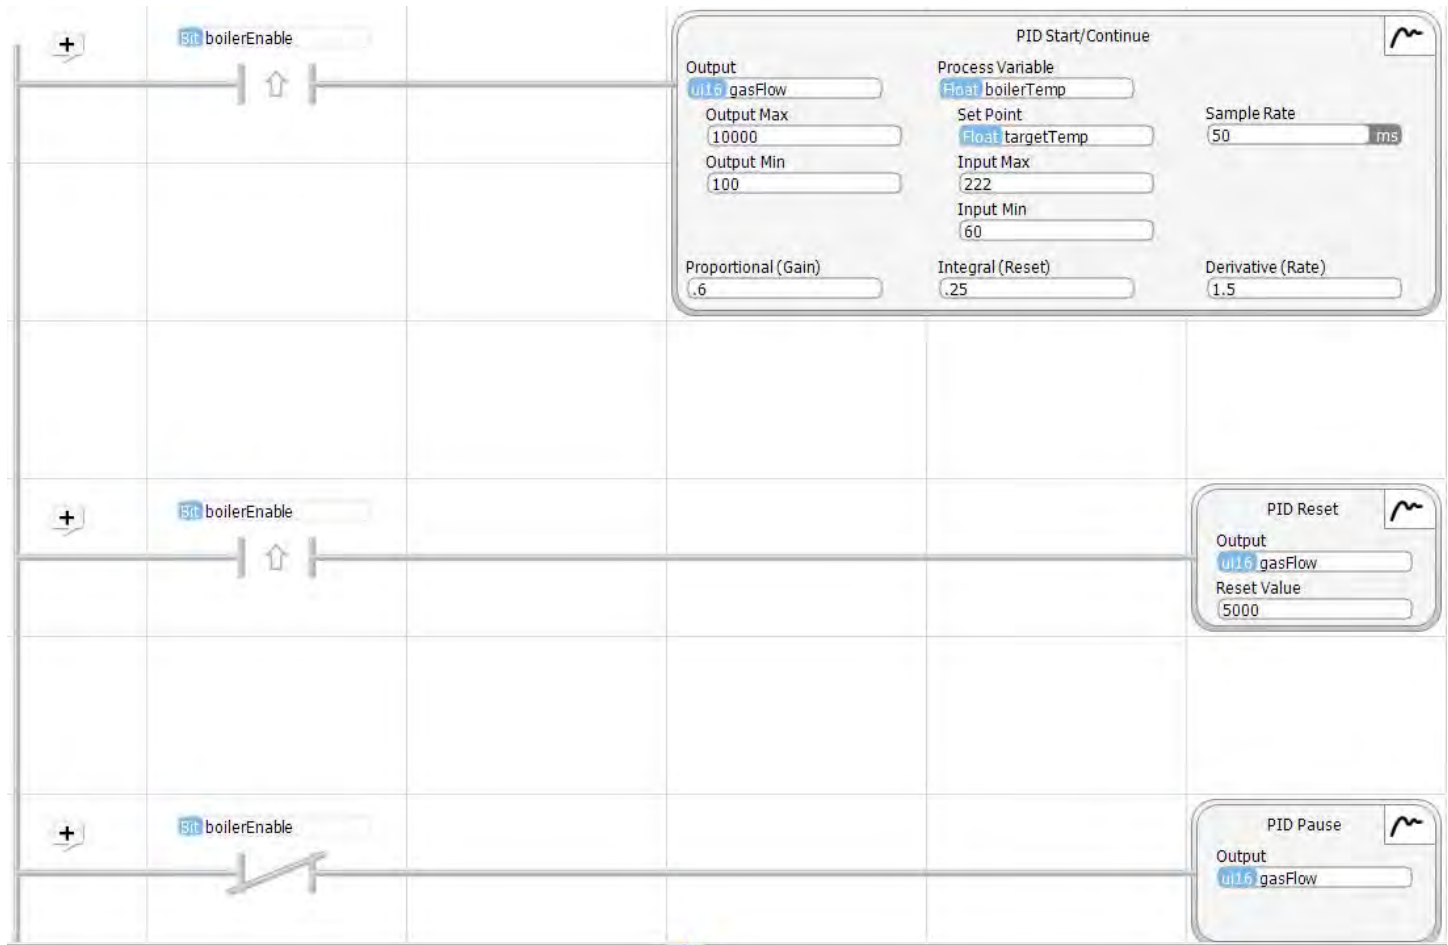 +
Bit boilerEnable
PID Start/Continue
Output
ui16 gasFlow
Output Max
10000
Output Min
100
Process Variable
Float boilerTemp
Set Point
Float targetTemp
Input Max
222
Input Min
60
Sample Rate
50 ms
Proportional (Gain)
.6
Integral (Reset)
.25
Derivative (Rate)
1.5
+
Bit boilerEnable
PID Reset
Output
ui16 gasFlow
Reset Value
5000
+
Bit boilerEnable
PID Pause
Output
ui16 gasFlow